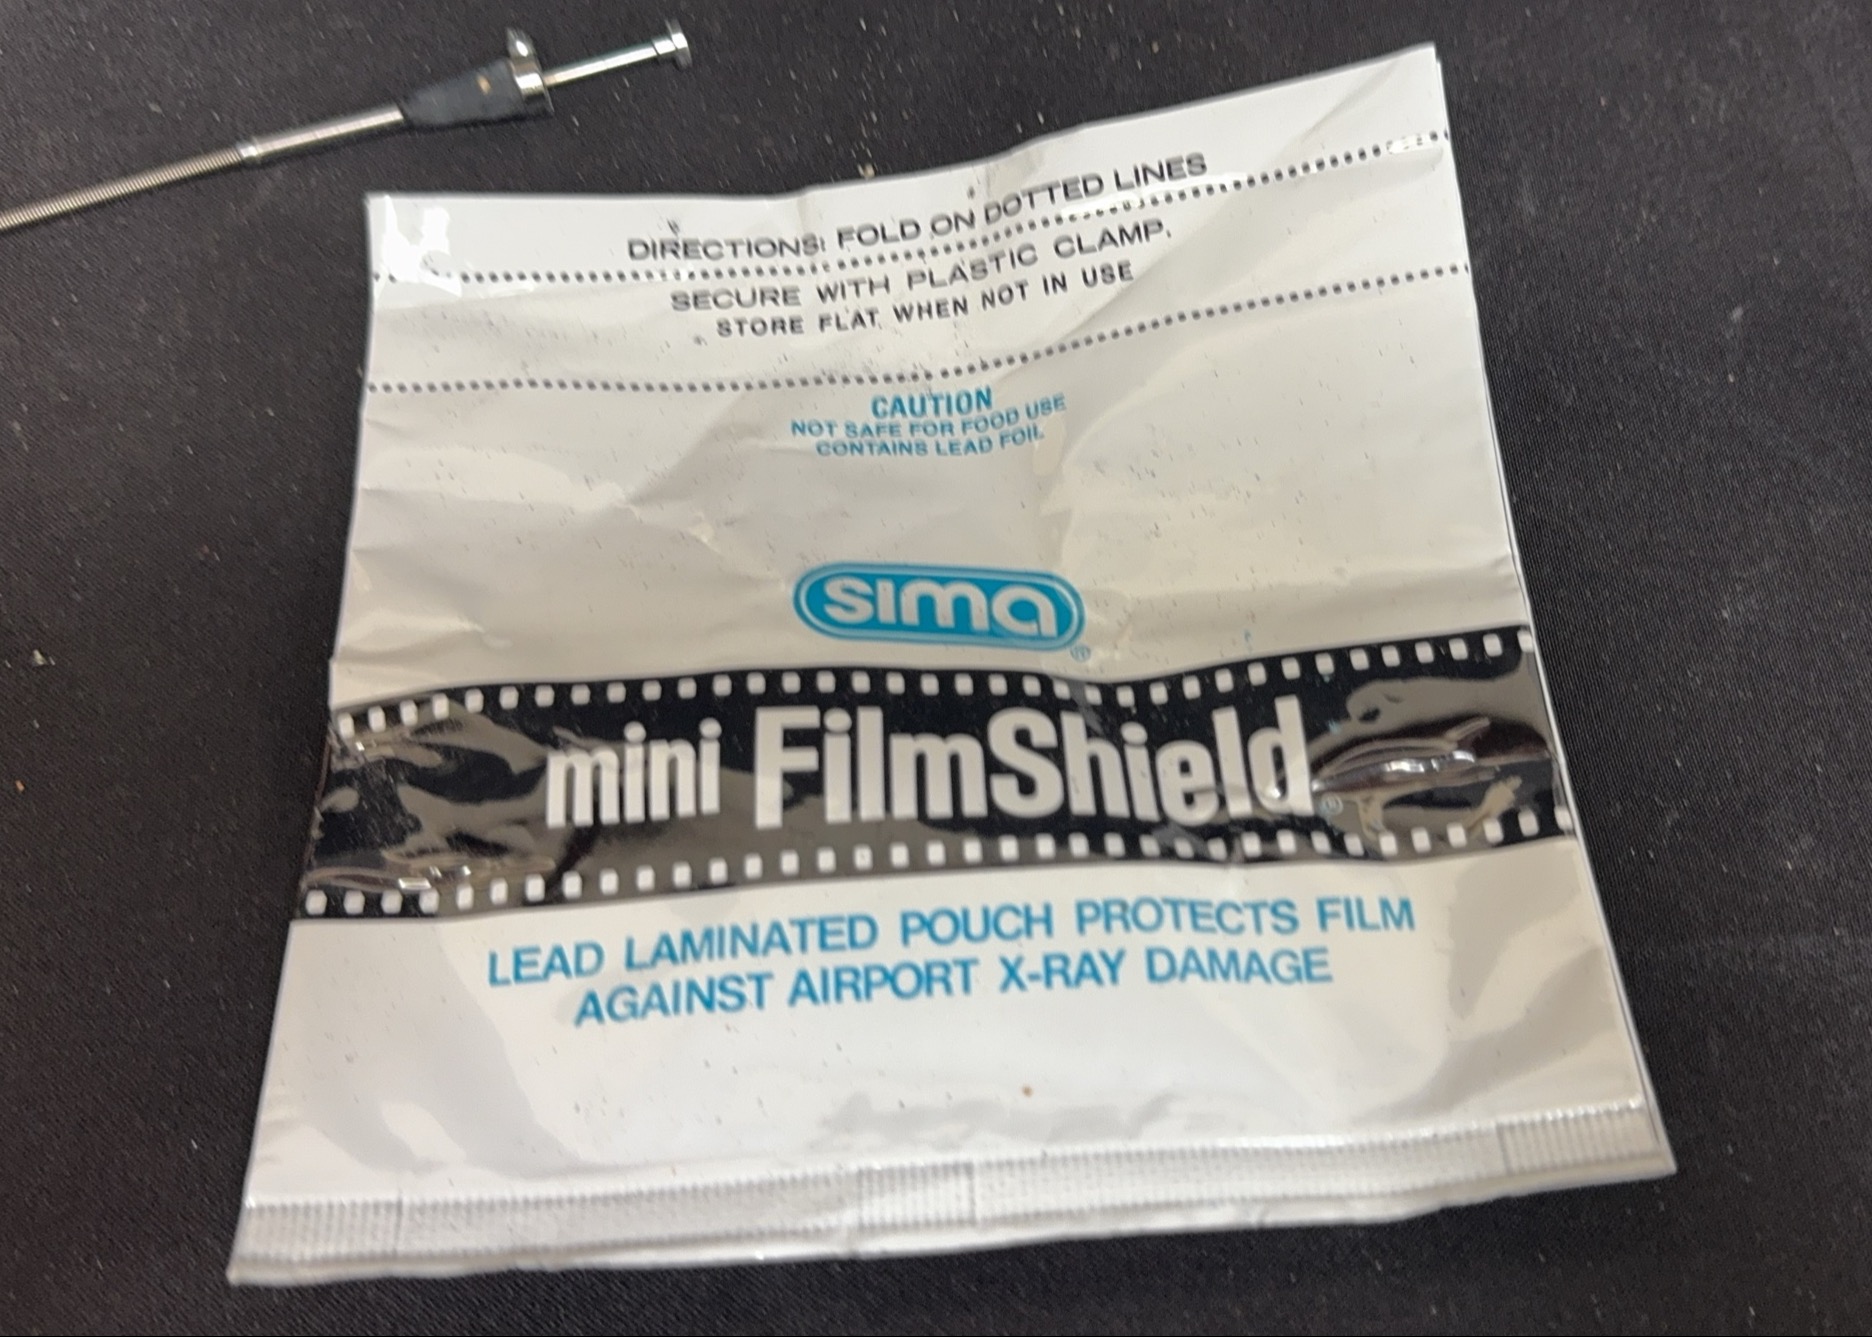 DIRECTIONS: FOLD ON DOTTED LINES
SECURE WITH PLASTIC CLAMP.
STORE FLAT WHEN NOT IN USE
CAUTION
NOT SAFE FOR FOOD USE
CONTAINS LEAD FOIL
sima®
mini FilmShield®
LEAD LAMINATED POUCH PROTECTS FILM
AGAINST AIRPORT X-RAY DAMAGE